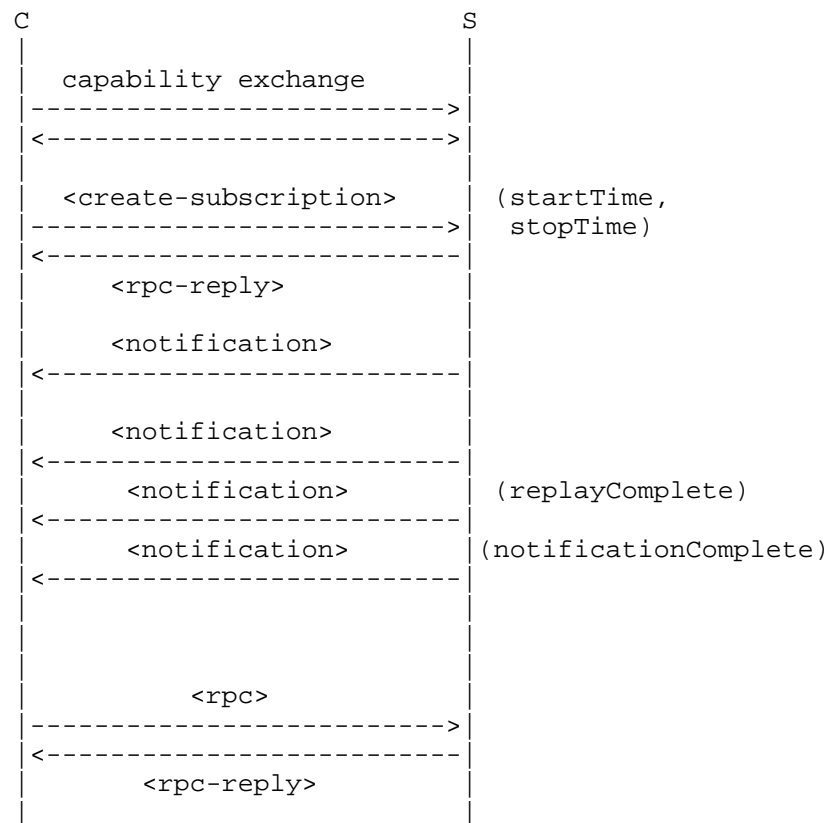 C                            S
|                            |
|  capability exchange       |
|-------------------------->|
|<------------------------->|
|                            |
|  <create-subscription>     | (startTime,
|-------------------------->|  stopTime)
|<--------------------------|
|     <rpc-reply>            |
|                            |
|     <notification>         |
|<--------------------------|
|                            |
|     <notification>         |
|<--------------------------|
|      <notification>        | (replayComplete)
|<--------------------------|
|      <notification>        |(notificationComplete)
|<--------------------------|
|                            |
|                            |
|                            |
|          <rpc>             |
|-------------------------->|
|<--------------------------|
|       <rpc-reply>          |
|                            |